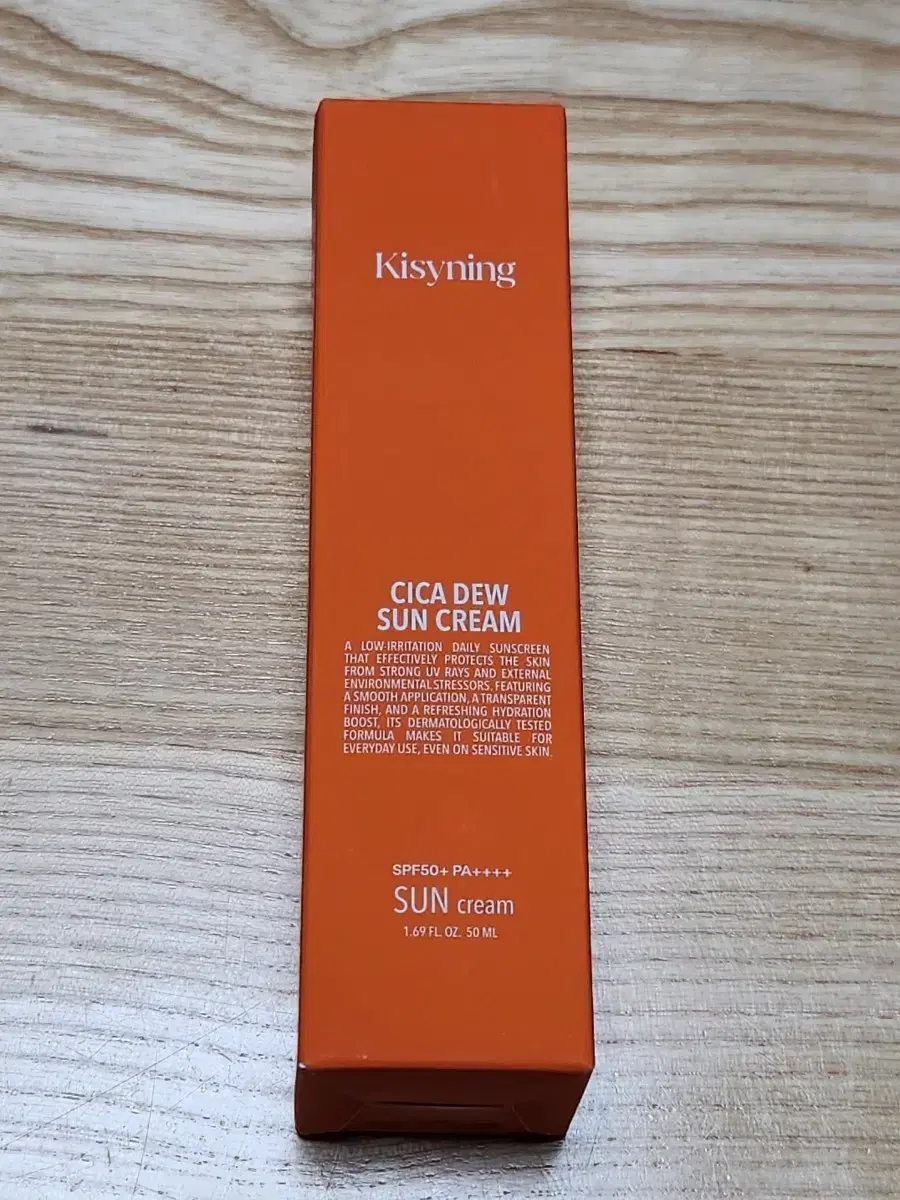 Kisyning
CICA DEW
SUN CREAM
A LOW-IRRITATION DAILY SUNSCREEN
THAT EFFECTIVELY PROTECTS THE SKIN
FROM STRONG UV RAYS AND EXTERNAL
ENVIRONMENTAL STRESSORS. FEATURING
A SMOOTH APPLICATION, A TRANSPARENT
FINISH, AND A REFRESHING HYDRATION
BOOST, ITS DERMATOLOGICALLY TESTED
FORMULA MAKES IT SUITABLE FOR
EVERYDAY USE, EVEN ON SENSITIVE SKIN.
SPF50+ PA++++
SUN cream
1.69 FL. OZ. 50 ML